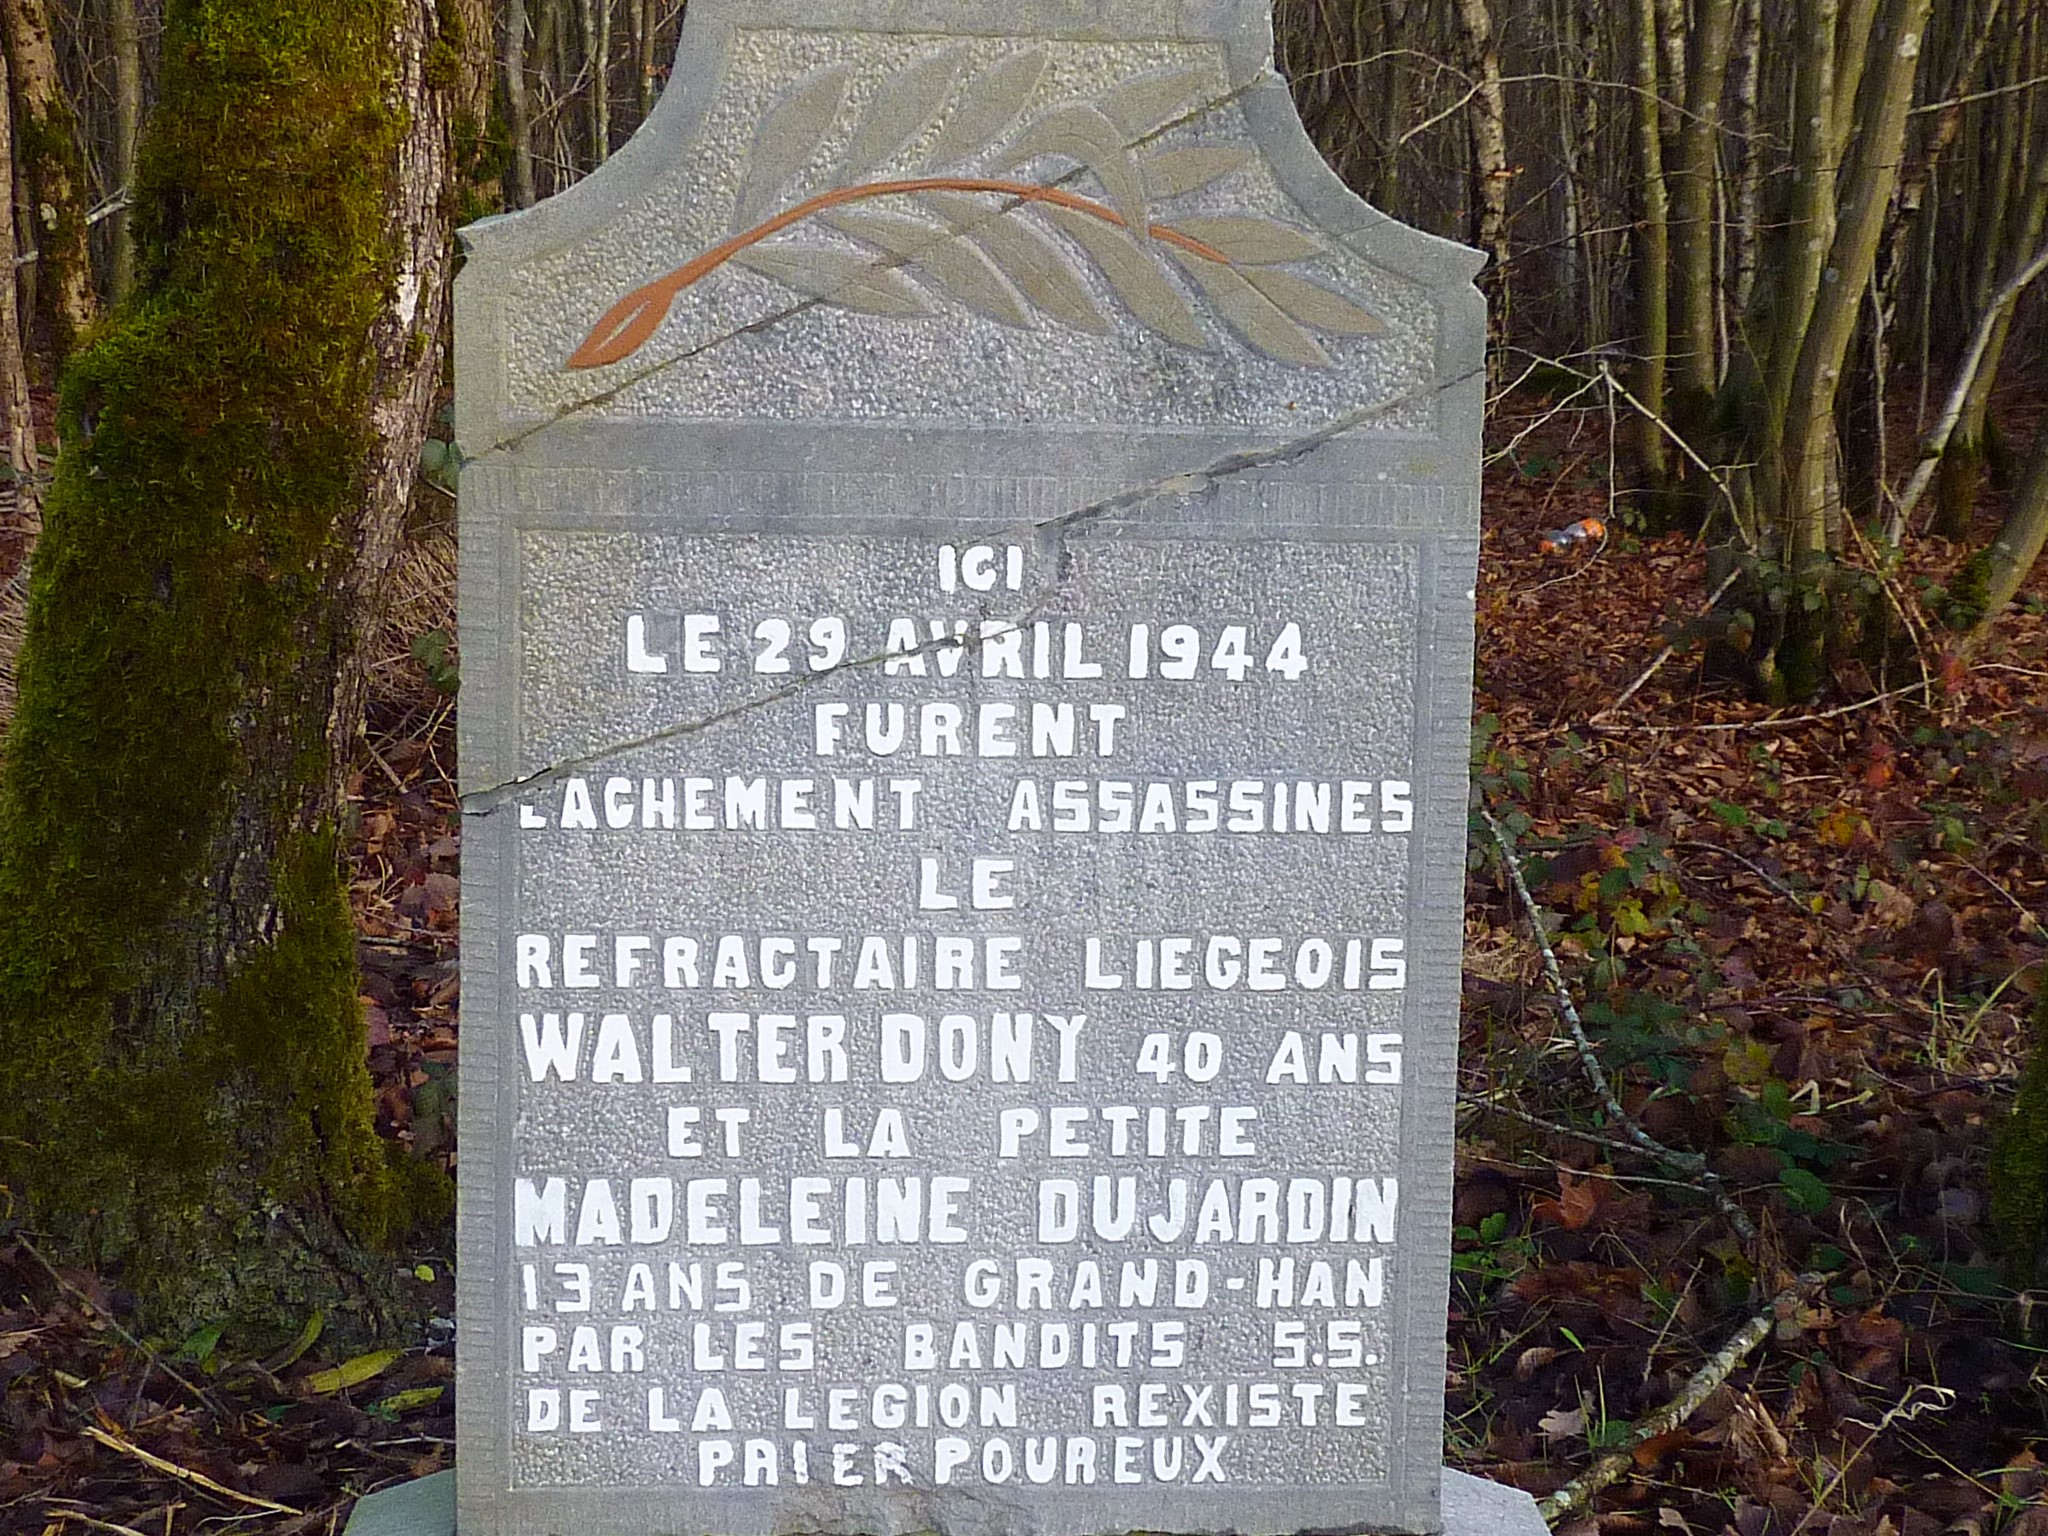 ICI
LE 29 AVRIL 1944
FURENT
LACHEMENT ASSASSINES
LE
REFRACTAIRE LIEGEOIS
WALTER DONY 40 ANS
ET LA PETITE
MADELEINE DUJARDIN
13 ANS DE GRAND-HAN
PAR LES BANDITS S.S.
DE LA LEGION REXISTE
PRIER POUR EUX